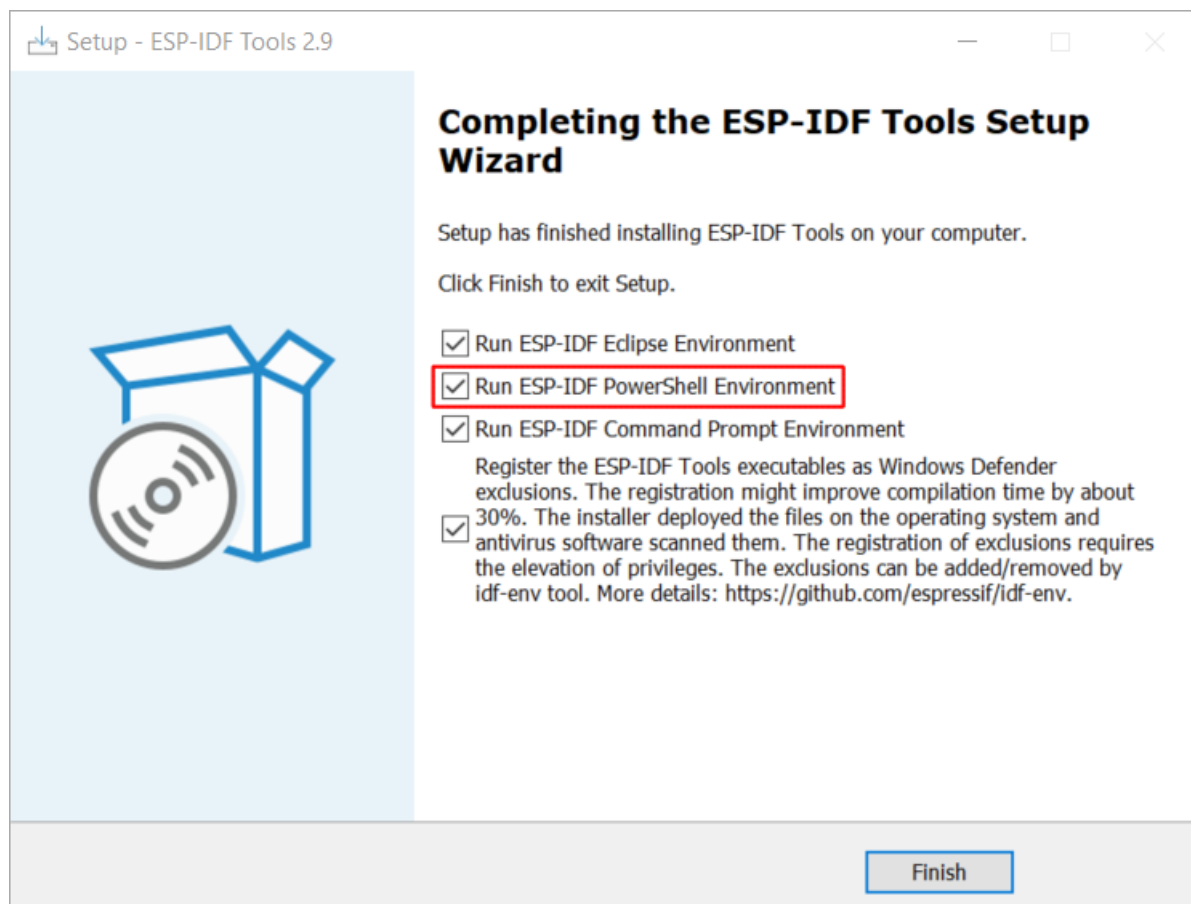 Setup - ESP-IDF Tools 2.9
Completing the ESP-IDF Tools Setup
Wizard
Setup has finished installing ESP-IDF Tools on your computer.
Click Finish to exit Setup.
Run ESP-IDF Eclipse Environment
Run ESP-IDF PowerShell Environment
Run ESP-IDF Command Prompt Environment
Register the ESP-IDF Tools executables as Windows Defender
exclusions. The registration might improve compilation time by about
30%. The installer deployed the files on the operating system and
antivirus software scanned them. The registration of exclusions requires
the elevation of privileges. The exclusions can be added/removed by
idf-env tool. More details: https://github.com/espressif/idf-env.
Finish